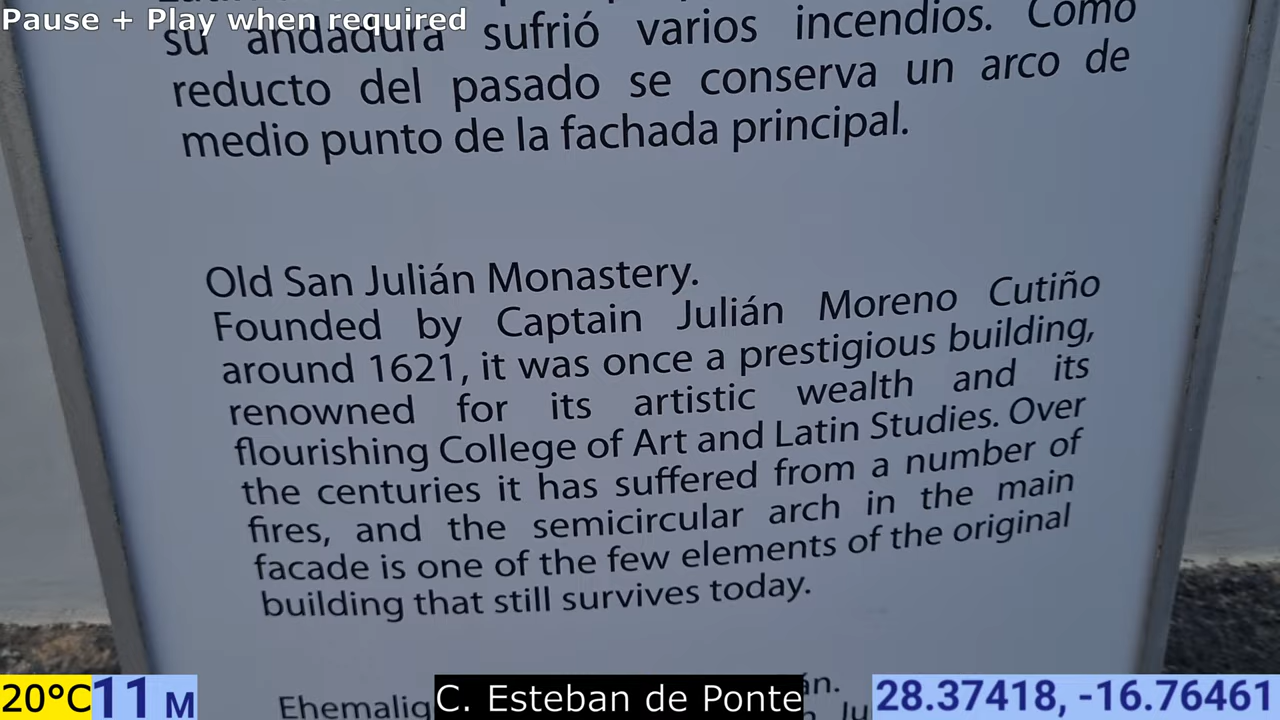 Pause + Play when required
su andadura sufrió varios incendios. Como
reducto del pasado se conserva un arco de
medio punto de la fachada principal.
Old San Julián Monastery.
Founded by Captain Julián Moreno Cutiño
around 1621, it was once a prestigious building,
renowned for its artistic wealth and its
flourishing College of Art and Latin Studies. Over
the centuries it has suffered from a number of
fires, and the semicircular arch in the main
facade is one of the few elements of the original
building that still survives today.
20°C 11 M C. Esteban de Ponte 28.37418, -16.76461